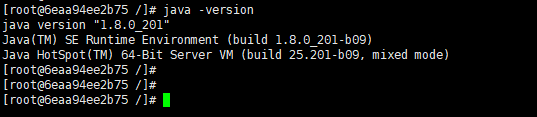 [root@6eaa94ee2b75 /]# java -version
java version "1.8.0_201"
Java(TM) SE Runtime Environment (build 1.8.0_201-b09)
Java HotSpot(TM) 64-Bit Server VM (build 25.201-b09, mixed mode)
[root@6eaa94ee2b75 /]#
[root@6eaa94ee2b75 /]#
[root@6eaa94ee2b75 /]#